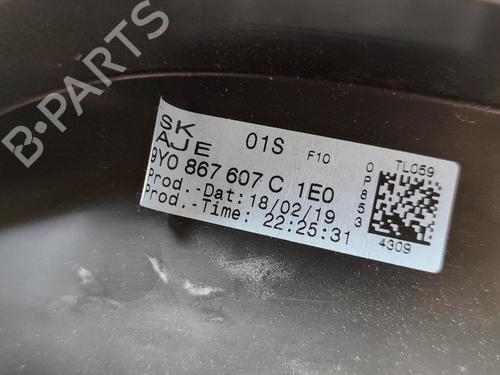 B-PARTS
SK
AJE
01S
F10
TL059
9Y0 867 607 C 1E0
Prod.-Dat: 18/02/19
Prod.-Time: 22:25:31
0P853
4309